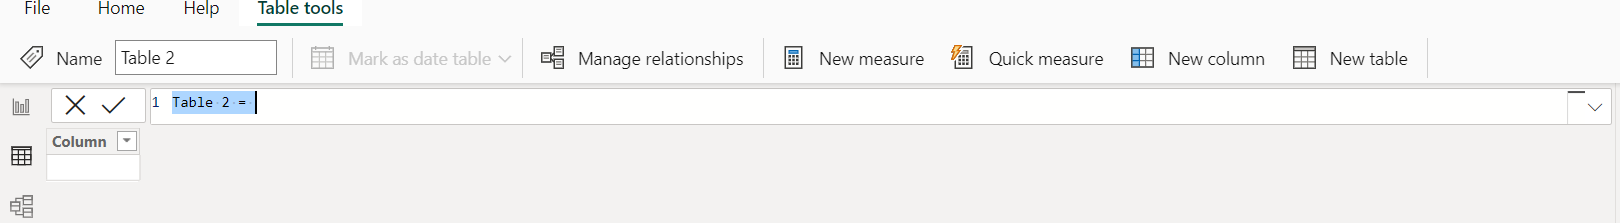 File Home Help Table tools
Name Table 2 Mark as date table Manage relationships New measure Quick measure New column New table
1 Table 2 =
Column